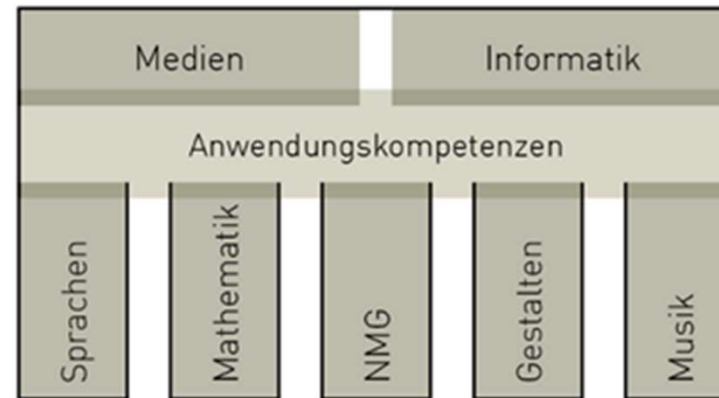 Medien
Informatik
Anwendungskompetenzen
Sprachen
Mathematik
NMG
Gestalten
Musik